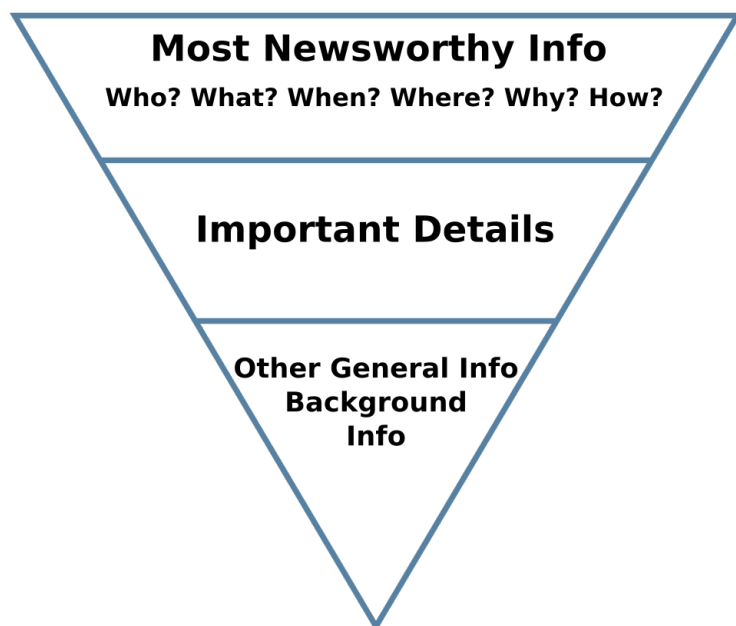 Most Newsworthy Info
Who? What? When? Where? Why? How?
Important Details
Other General Info
Background
Info